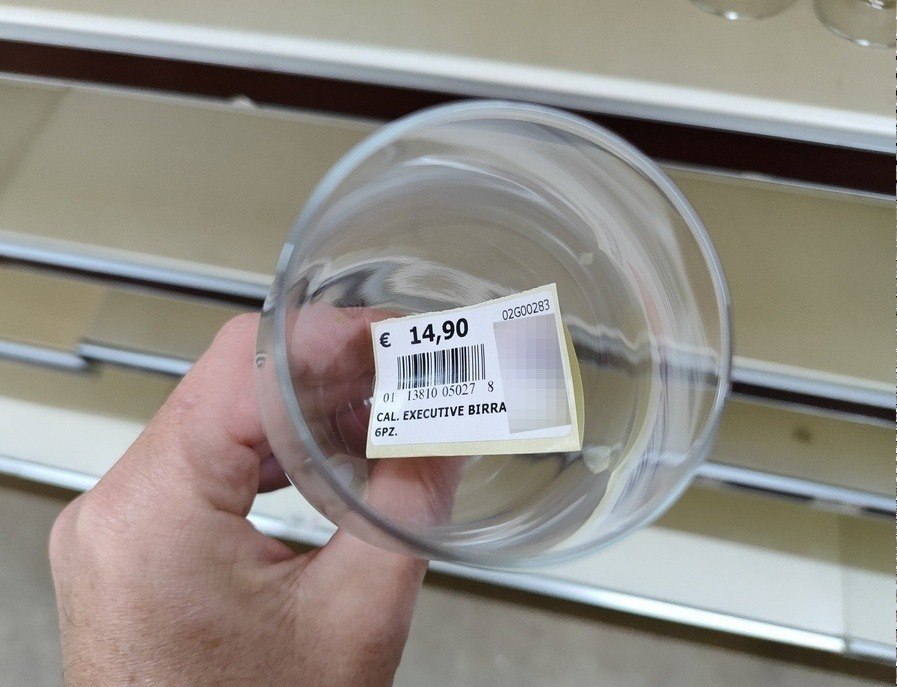 € 14,90
02G00283
01 13810 05027 8
CAL. EXECUTIVE BIRRA
6PZ.